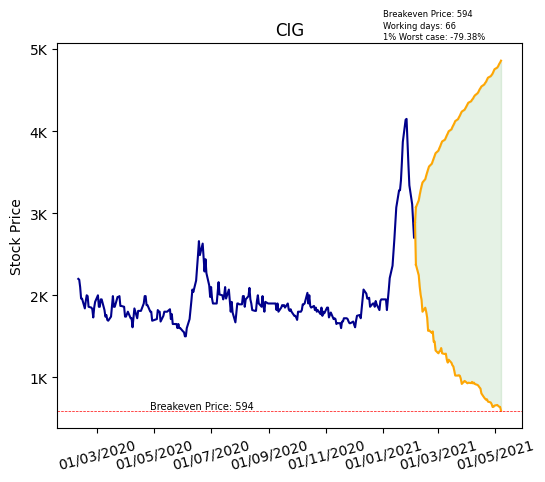 Breakeven Price: 594
Working days: 66
1% Worst case: -79.38%
CIG
5K
4K
3K
2K
1K
Stock Price
Breakeven Price: 594
01/03/2020 01/05/2020 01/07/2020 01/09/2020 01/11/2020 01/01/2021 01/03/2021 01/05/2021